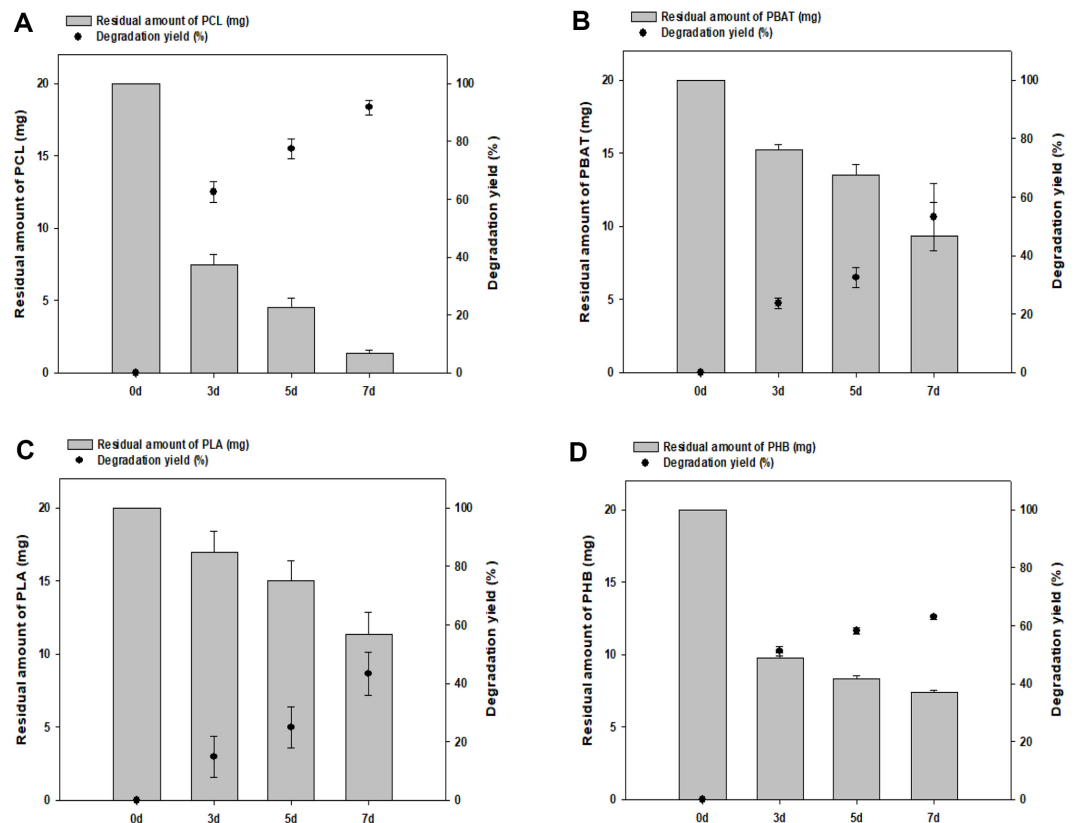 A
Residual amount of PCL (mg)
Degradation yield (%)
Residual amount of PCL (mg)
20
15
10
5
0
100
80
60
40
20
0
Degradation yield (% )
0d 3d 5d 7d
B
Residual amount of PBAT (mg)
Degradation yield (%)
Residual amount of PBAT (mg)
20
15
10
5
0
100
80
60
40
20
0
Degradation yield (% )
0d 3d 5d 7d
C
Residual amount of PLA (mg)
Degradation yield (%)
Residual amount of PLA (mg)
20
15
10
5
0
100
80
60
40
20
0
Degradation yield (% )
0d 3d 5d 7d
D
Residual amount of PHB (mg)
Degradation yield (%)
Residual amount of PHB (mg)
20
15
10
5
0
100
80
60
40
20
0
Degradation yield (% )
0d 3d 5d 7d